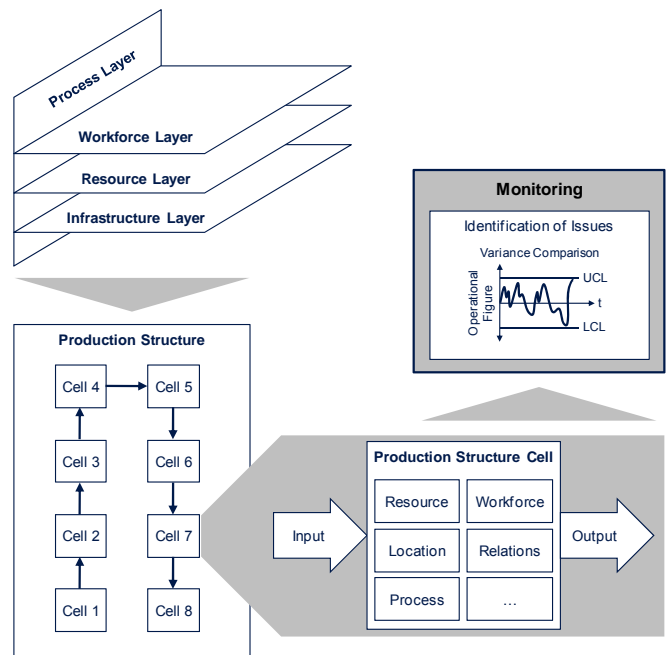 Process Layer
Workforce Layer
Resource Layer
Infrastructure Layer
Monitoring
Identification of Issues
Variance Comparison
Operational
Figure
UCL
t
LCL
Production Structure
Cell 4
Cell 5
Cell 3
Cell 6
Cell 2
Cell 7
Cell 1
Cell 8
Input
Production Structure Cell
Resource
Workforce
Location
Relations
Process
...
Output